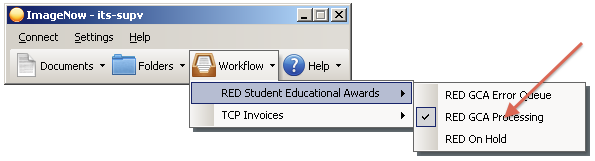 ImageNow - its-supv
Connect Settings Help
Documents Folders Workflow Help
RED Student Educational Awards
TCP Invoices
RED GCA Error Queue
RED GCA Processing
RED On Hold